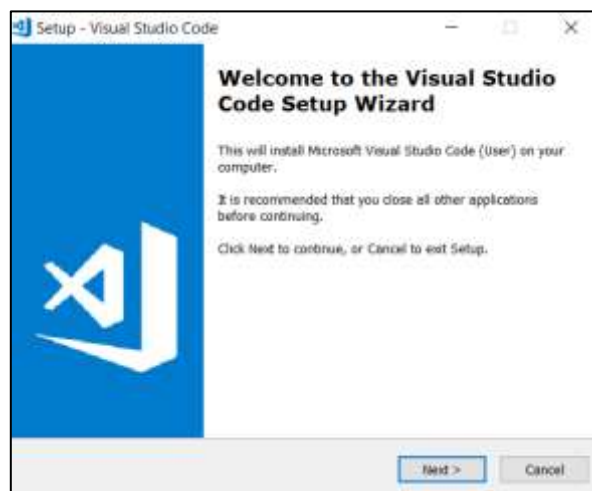 Setup - Visual Studio Code
Welcome to the Visual Studio
Code Setup Wizard
This will install Microsoft Visual Studio Code (User) on your
computer.
It is recommended that you close all other applications
before continuing.
Click Next to continue, or Cancel to exit Setup.
Next >
Cancel